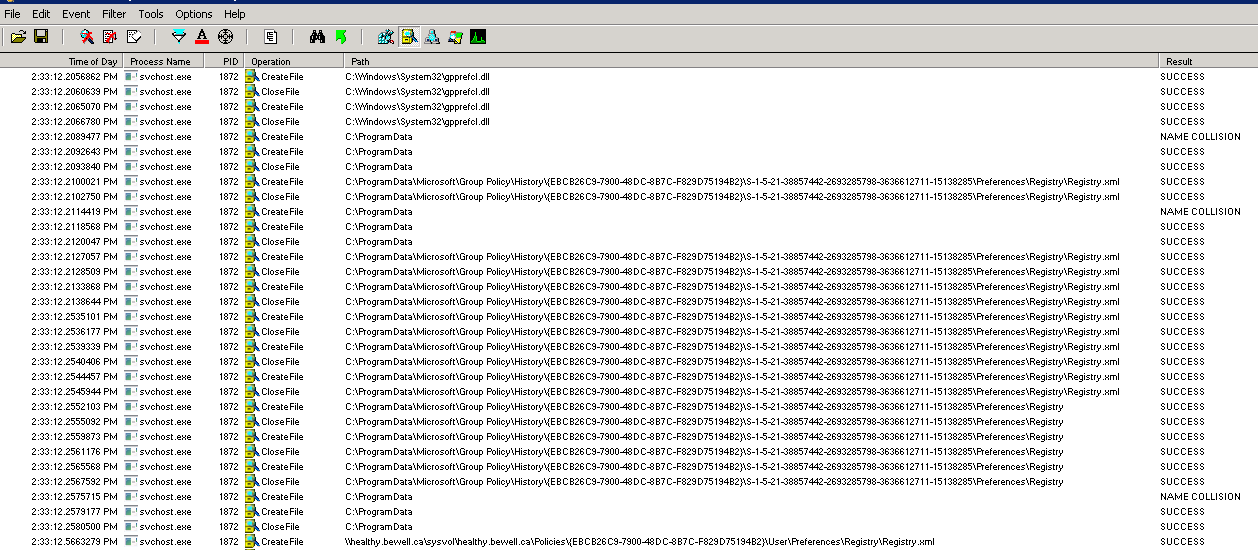 File Edit Event Filter Tools Options Help
Time of Day Process Name PID Operation Path Result
2:33:12.2056862 PM svchost.exe 1872 CreateFile C:\Windows\System32\gpprefcl.dll SUCCESS
2:33:12.2060639 PM svchost.exe 1872 CloseFile C:\Windows\System32\gpprefcl.dll SUCCESS
2:33:12.2065070 PM svchost.exe 1872 CreateFile C:\Windows\System32\gpprefcl.dll SUCCESS
2:33:12.2066780 PM svchost.exe 1872 CloseFile C:\Windows\System32\gpprefcl.dll SUCCESS
2:33:12.2089477 PM svchost.exe 1872 CreateFile C:\ProgramData NAME COLLISION
2:33:12.2092643 PM svchost.exe 1872 CreateFile C:\ProgramData SUCCESS
2:33:12.2093840 PM svchost.exe 1872 CloseFile C:\ProgramData SUCCESS
2:33:12.2100021 PM svchost.exe 1872 CreateFile C:\ProgramData\Microsoft\Group Policy\History\{EBCB26C9-7900-48DC-8B7C-F829D75194B2}\S-1-5-21-38857442-2693285798-3636612711-15138285\Preferences\Registry\Registry.xml SUCCESS
2:33:12.2102750 PM svchost.exe 1872 CloseFile C:\ProgramData\Microsoft\Group Policy\History\{EBCB26C9-7900-48DC-8B7C-F829D75194B2}\S-1-5-21-38857442-2693285798-3636612711-15138285\Preferences\Registry\Registry.xml SUCCESS
2:33:12.2114419 PM svchost.exe 1872 CreateFile C:\ProgramData NAME COLLISION
2:33:12.2118568 PM svchost.exe 1872 CreateFile C:\ProgramData SUCCESS
2:33:12.2120047 PM svchost.exe 1872 CloseFile C:\ProgramData SUCCESS
2:33:12.2127057 PM svchost.exe 1872 CreateFile C:\ProgramData\Microsoft\Group Policy\History\{EBCB26C9-7900-48DC-8B7C-F829D75194B2}\S-1-5-21-38857442-2693285798-3636612711-15138285\Preferences\Registry\Registry.xml SUCCESS
2:33:12.2128509 PM svchost.exe 1872 CloseFile C:\ProgramData\Microsoft\Group Policy\History\{EBCB26C9-7900-48DC-8B7C-F829D75194B2}\S-1-5-21-38857442-2693285798-3636612711-15138285\Preferences\Registry\Registry.xml SUCCESS
2:33:12.2133868 PM svchost.exe 1872 CreateFile C:\ProgramData\Microsoft\Group Policy\History\{EBCB26C9-7900-48DC-8B7C-F829D75194B2}\S-1-5-21-38857442-2693285798-3636612711-15138285\Preferences\Registry\Registry.xml SUCCESS
2:33:12.2138644 PM svchost.exe 1872 CloseFile C:\ProgramData\Microsoft\Group Policy\History\{EBCB26C9-7900-48DC-8B7C-F829D75194B2}\S-1-5-21-38857442-2693285798-3636612711-15138285\Preferences\Registry\Registry.xml SUCCESS
2:33:12.2535101 PM svchost.exe 1872 CreateFile C:\ProgramData\Microsoft\Group Policy\History\{EBCB26C9-7900-48DC-8B7C-F829D75194B2}\S-1-5-21-38857442-2693285798-3636612711-15138285\Preferences\Registry\Registry.xml SUCCESS
2:33:12.2536177 PM svchost.exe 1872 CloseFile C:\ProgramData\Microsoft\Group Policy\History\{EBCB26C9-7900-48DC-8B7C-F829D75194B2}\S-1-5-21-38857442-2693285798-3636612711-15138285\Preferences\Registry\Registry.xml SUCCESS
2:33:12.2539339 PM svchost.exe 1872 CreateFile C:\ProgramData\Microsoft\Group Policy\History\{EBCB26C9-7900-48DC-8B7C-F829D75194B2}\S-1-5-21-38857442-2693285798-3636612711-15138285\Preferences\Registry\Registry.xml SUCCESS
2:33:12.2540406 PM svchost.exe 1872 CloseFile C:\ProgramData\Microsoft\Group Policy\History\{EBCB26C9-7900-48DC-8B7C-F829D75194B2}\S-1-5-21-38857442-2693285798-3636612711-15138285\Preferences\Registry\Registry.xml SUCCESS
2:33:12.2544457 PM svchost.exe 1872 CreateFile C:\ProgramData\Microsoft\Group Policy\History\{EBCB26C9-7900-48DC-8B7C-F829D75194B2}\S-1-5-21-38857442-2693285798-3636612711-15138285\Preferences\Registry\Registry.xml SUCCESS
2:33:12.2545944 PM svchost.exe 1872 CloseFile C:\ProgramData\Microsoft\Group Policy\History\{EBCB26C9-7900-48DC-8B7C-F829D75194B2}\S-1-5-21-38857442-2693285798-3636612711-15138285\Preferences\Registry\Registry.xml SUCCESS
2:33:12.2552103 PM svchost.exe 1872 CreateFile C:\ProgramData\Microsoft\Group Policy\History\{EBCB26C9-7900-48DC-8B7C-F829D75194B2}\S-1-5-21-38857442-2693285798-3636612711-15138285\Preferences\Registry SUCCESS
2:33:12.2555092 PM svchost.exe 1872 CloseFile C:\ProgramData\Microsoft\Group Policy\History\{EBCB26C9-7900-48DC-8B7C-F829D75194B2}\S-1-5-21-38857442-2693285798-3636612711-15138285\Preferences\Registry SUCCESS
2:33:12.2559873 PM svchost.exe 1872 CreateFile C:\ProgramData\Microsoft\Group Policy\History\{EBCB26C9-7900-48DC-8B7C-F829D75194B2}\S-1-5-21-38857442-2693285798-3636612711-15138285\Preferences\Registry SUCCESS
2:33:12.2561176 PM svchost.exe 1872 CloseFile C:\ProgramData\Microsoft\Group Policy\History\{EBCB26C9-7900-48DC-8B7C-F829D75194B2}\S-1-5-21-38857442-2693285798-3636612711-15138285\Preferences\Registry SUCCESS
2:33:12.2565568 PM svchost.exe 1872 CreateFile C:\ProgramData\Microsoft\Group Policy\History\{EBCB26C9-7900-48DC-8B7C-F829D75194B2}\S-1-5-21-38857442-2693285798-3636612711-15138285\Preferences\Registry SUCCESS
2:33:12.2567592 PM svchost.exe 1872 CloseFile C:\ProgramData\Microsoft\Group Policy\History\{EBCB26C9-7900-48DC-8B7C-F829D75194B2}\S-1-5-21-38857442-2693285798-3636612711-15138285\Preferences\Registry SUCCESS
2:33:12.2575715 PM svchost.exe 1872 CreateFile C:\ProgramData NAME COLLISION
2:33:12.2579177 PM svchost.exe 1872 CreateFile C:\ProgramData SUCCESS
2:33:12.2580500 PM svchost.exe 1872 CloseFile C:\ProgramData SUCCESS
2:33:12.5663279 PM svchost.exe 1872 CreateFile \\healthy.bewell.ca\sysvol\healthy.bewell.ca\Policies\{EBCB26C9-7900-48DC-8B7C-F829D75194B2}\User\Preferences\Registry\Registry.xml SUCCESS